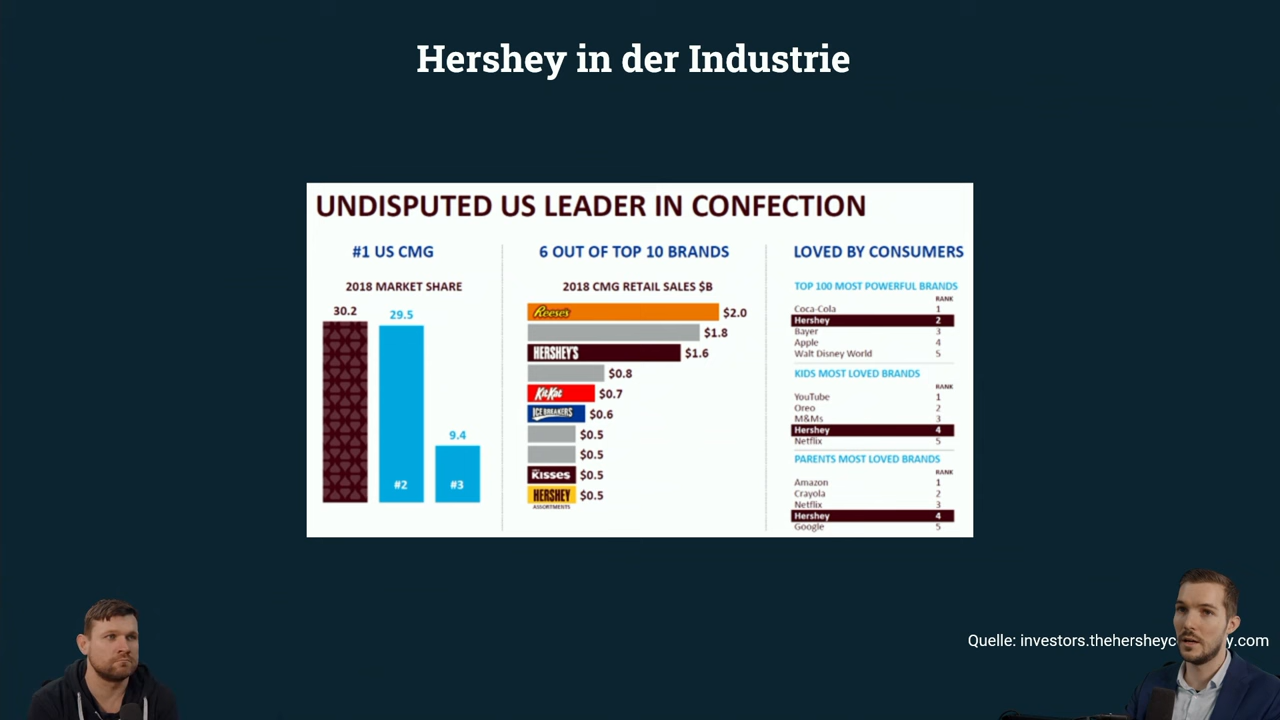 Hershey in der Industrie
UNDISPUTED US LEADER IN CONFECTION
#1 US CMG
2018 MARKET SHARE
30.2
29.5
9.4
#2
#3
6 OUT OF TOP 10 BRANDS
2018 CMG RETAIL SALES $B
Reese's $2.0
$1.8
HERSHEY'S $1.6
$0.8
KitKat $0.7
ICE BREAKERS $0.6
$0.5
$0.5
KISSES $0.5
HERSHEY $0.5
ASSORTMENTS
LOVED BY CONSUMERS
TOP 100 MOST POWERFUL BRANDS
RANK
Coca-Cola 1
Hershey 2
Bayer 3
Apple 4
Walt Disney World 5
KIDS MOST LOVED BRANDS
RANK
YouTube 1
Oreo 2
M&Ms 3
Hershey 4
Netflix 5
PARENTS MOST LOVED BRANDS
RANK
Amazon 1
Crayola 2
Netflix 3
Hershey 4
Google 5
Quelle: investors.thehersheyc y.com